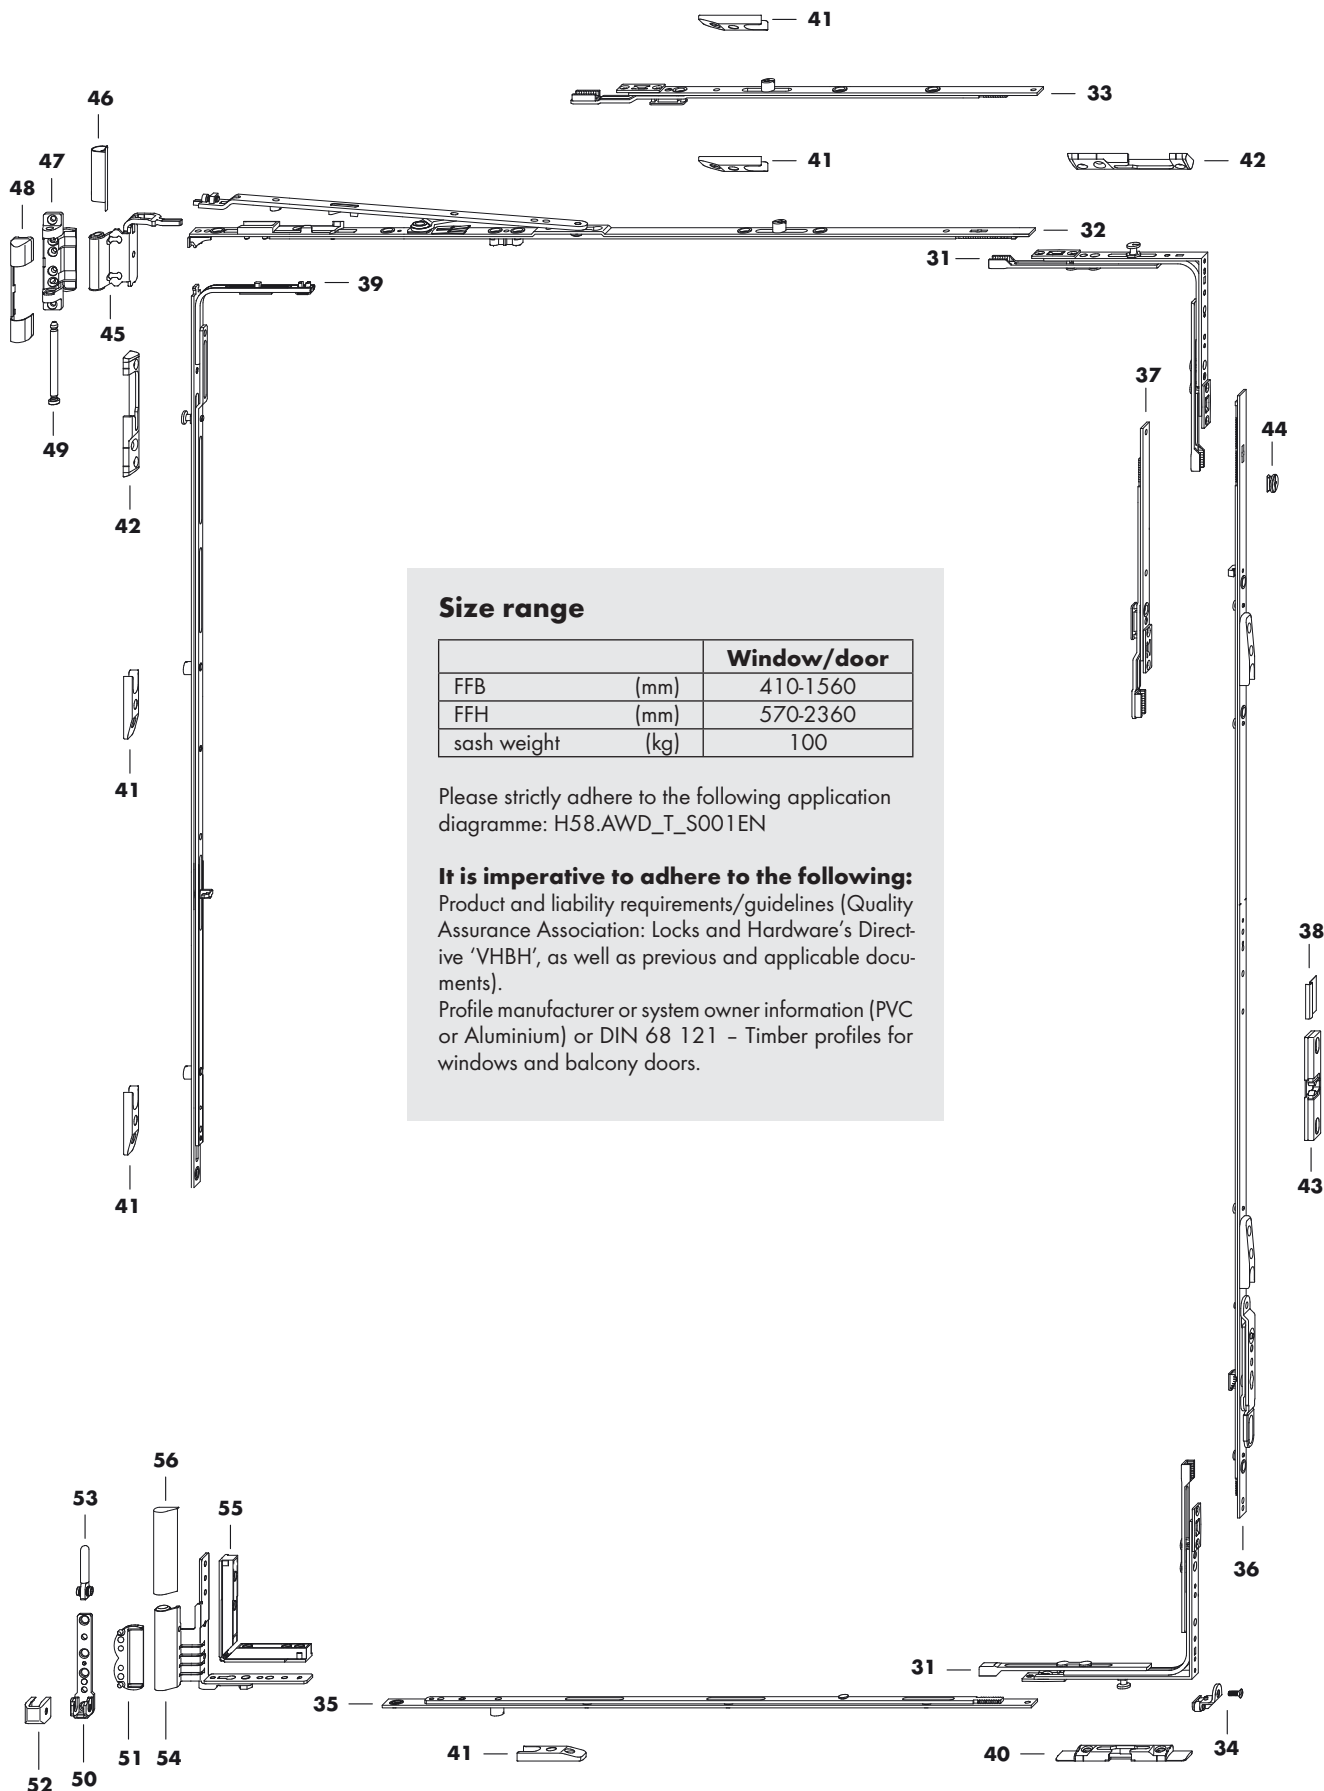 41
33
46
41
42
47
48
32
31
39
45
37
49
44
42
Size range
Window/door
FFB (mm) 410-1560
FFH (mm) 570-2360
sash weight (kg) 100
Please strictly adhere to the following application
diagramme: H58.AWD_T_S001EN
It is imperative to adhere to the following:
Product and liability requirements/guidelines (Quality
Assurance Association: Locks and Hardware's Direct-
ive 'VHBH', as well as previous and applicable docu-
ments).
Profile manufacturer or system owner information (PVC
or Aluminium) or DIN 68 121 – Timber profiles for
windows and balcony doors.
41
38
43
41
56
53
55
36
31
35
41
40
34
51
54
50
52